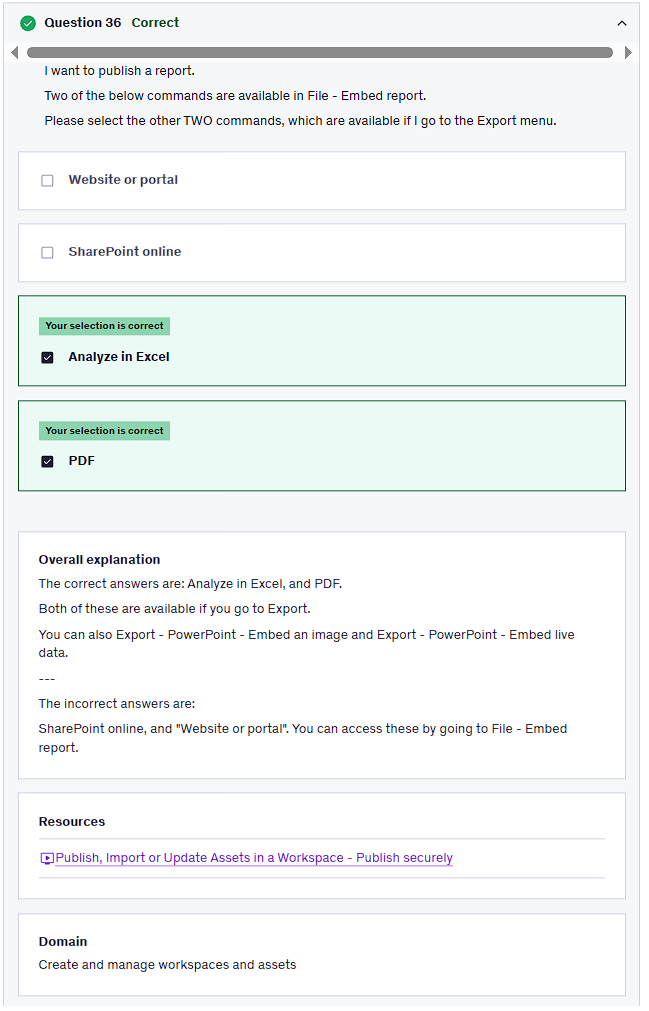 Question 36 Correct
I want to publish a report.
Two of the below commands are available in File - Embed report.
Please select the other TWO commands, which are available if I go to the Export menu.
Website or portal
SharePoint online
Your selection is correct
Analyze in Excel
Your selection is correct
PDF
Overall explanation
The correct answers are: Analyze in Excel, and PDF.
Both of these are available if you go to Export.
You can also Export - PowerPoint - Embed an image and Export - PowerPoint - Embed live
data.
---
The incorrect answers are:
SharePoint online, and "Website or portal". You can access these by going to File - Embed
report.
Resources
Publish, Import or Update Assets in a Workspace - Publish securely
Domain
Create and manage workspaces and assets